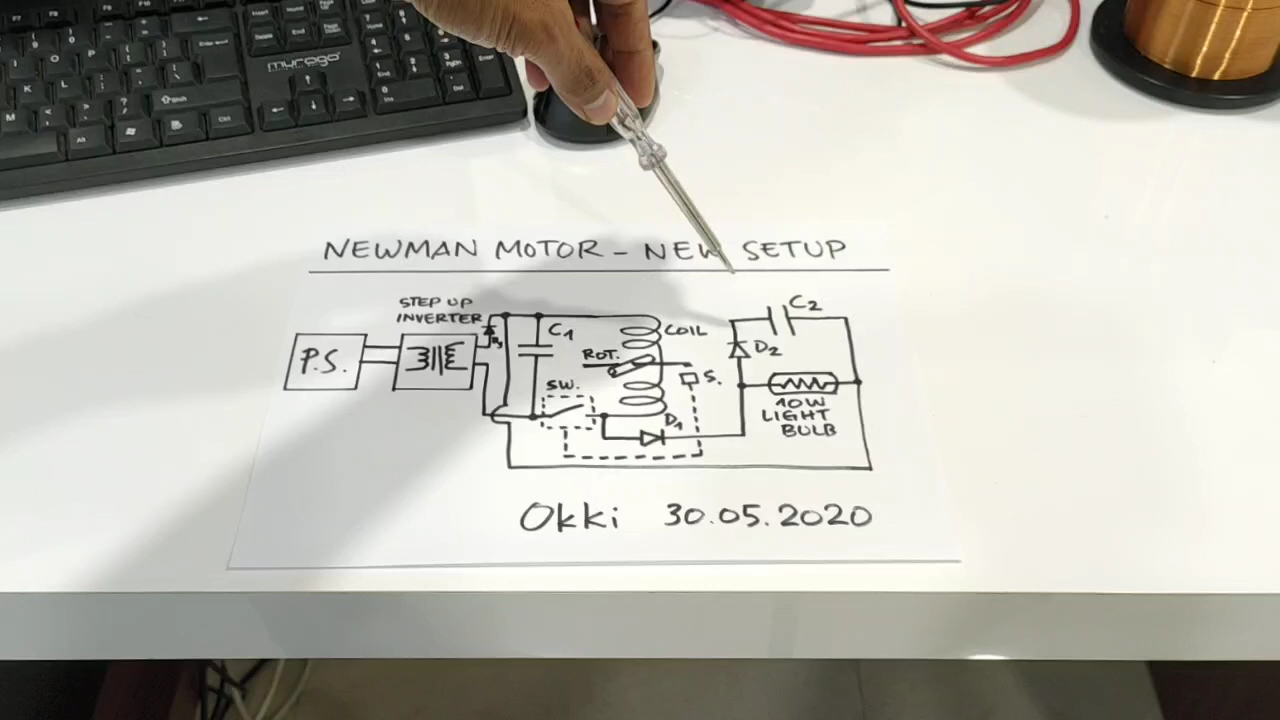 murago
NEWMAN MOTOR - NEW SETUP
STEP UP
INVERTER
C2
C1
COIL
D2
P.S.
ROT.
S.
SW.
10W
LIGHT
BULB
D1
Okki 30.05.2020